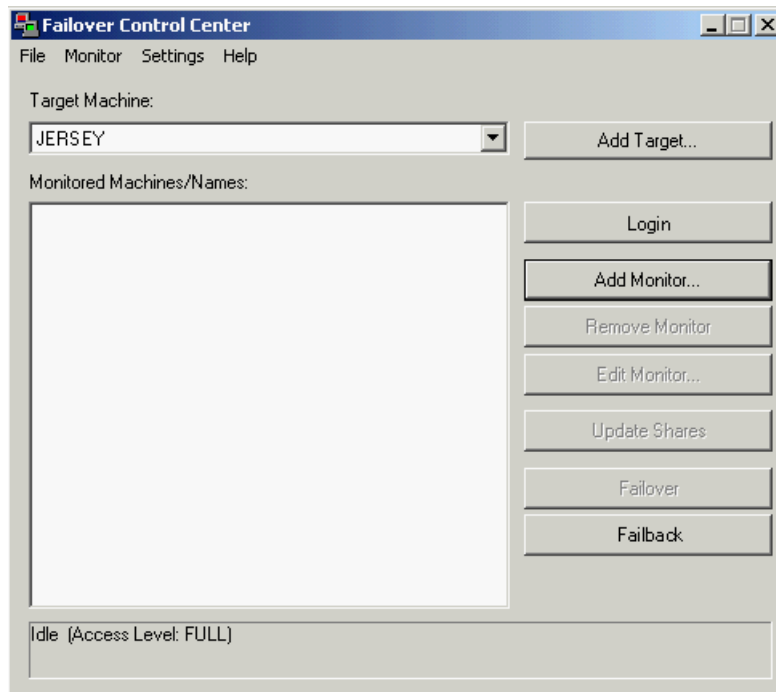 Failover Control Center
File Monitor Settings Help
Target Machine:
JERSEY
Add Target...
Monitored Machines/Names:
Login
Add Monitor...
Remove Monitor
Edit Monitor...
Update Shares
Failover
Failback
Idle (Access Level: FULL)